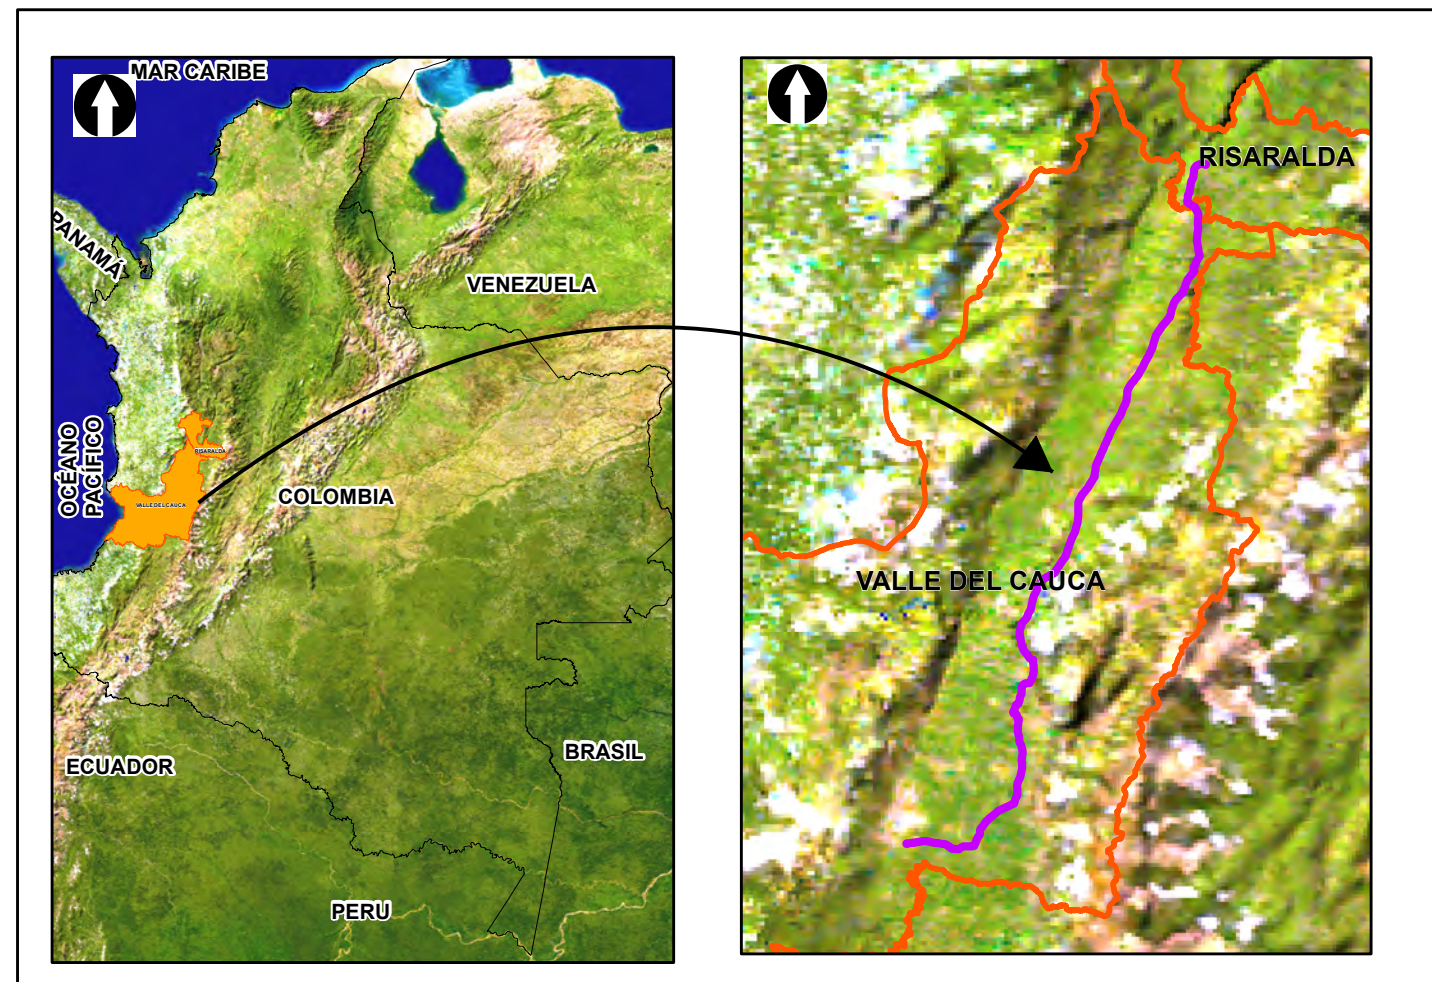 MAR CARIBE
PANAMÁ
VENEZUELA
OCÉANO
PACÍFICO
RISARALDA
COLOMBIA
VALLE DEL CAUCA
ECUADOR
BRASIL
PERU
RISARALDA
VALLE DEL CAUCA